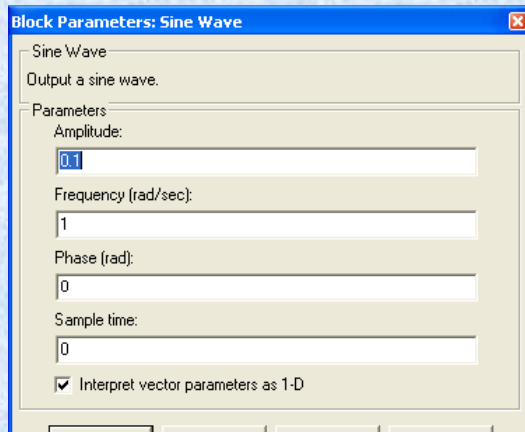 Block Parameters: Sine Wave
Sine Wave
Output a sine wave.
Parameters
Amplitude:
0.1
Frequency (rad/sec):
1
Phase (rad):
0
Sample time:
0
Interpret vector parameters as 1-D